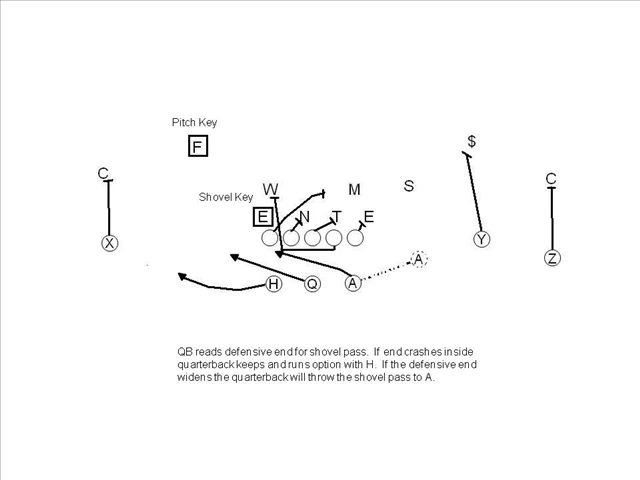 Pitch Key
F
$
C
C
W
M
S
Shovel Key
E
N
T
E
X
Y
Z
A
H
Q
A
QB reads defensive end for shovel pass. If end crashes inside
quarterback keeps and runs option with H. If the defensive end
widens the quarterback will throw the shovel pass to A.